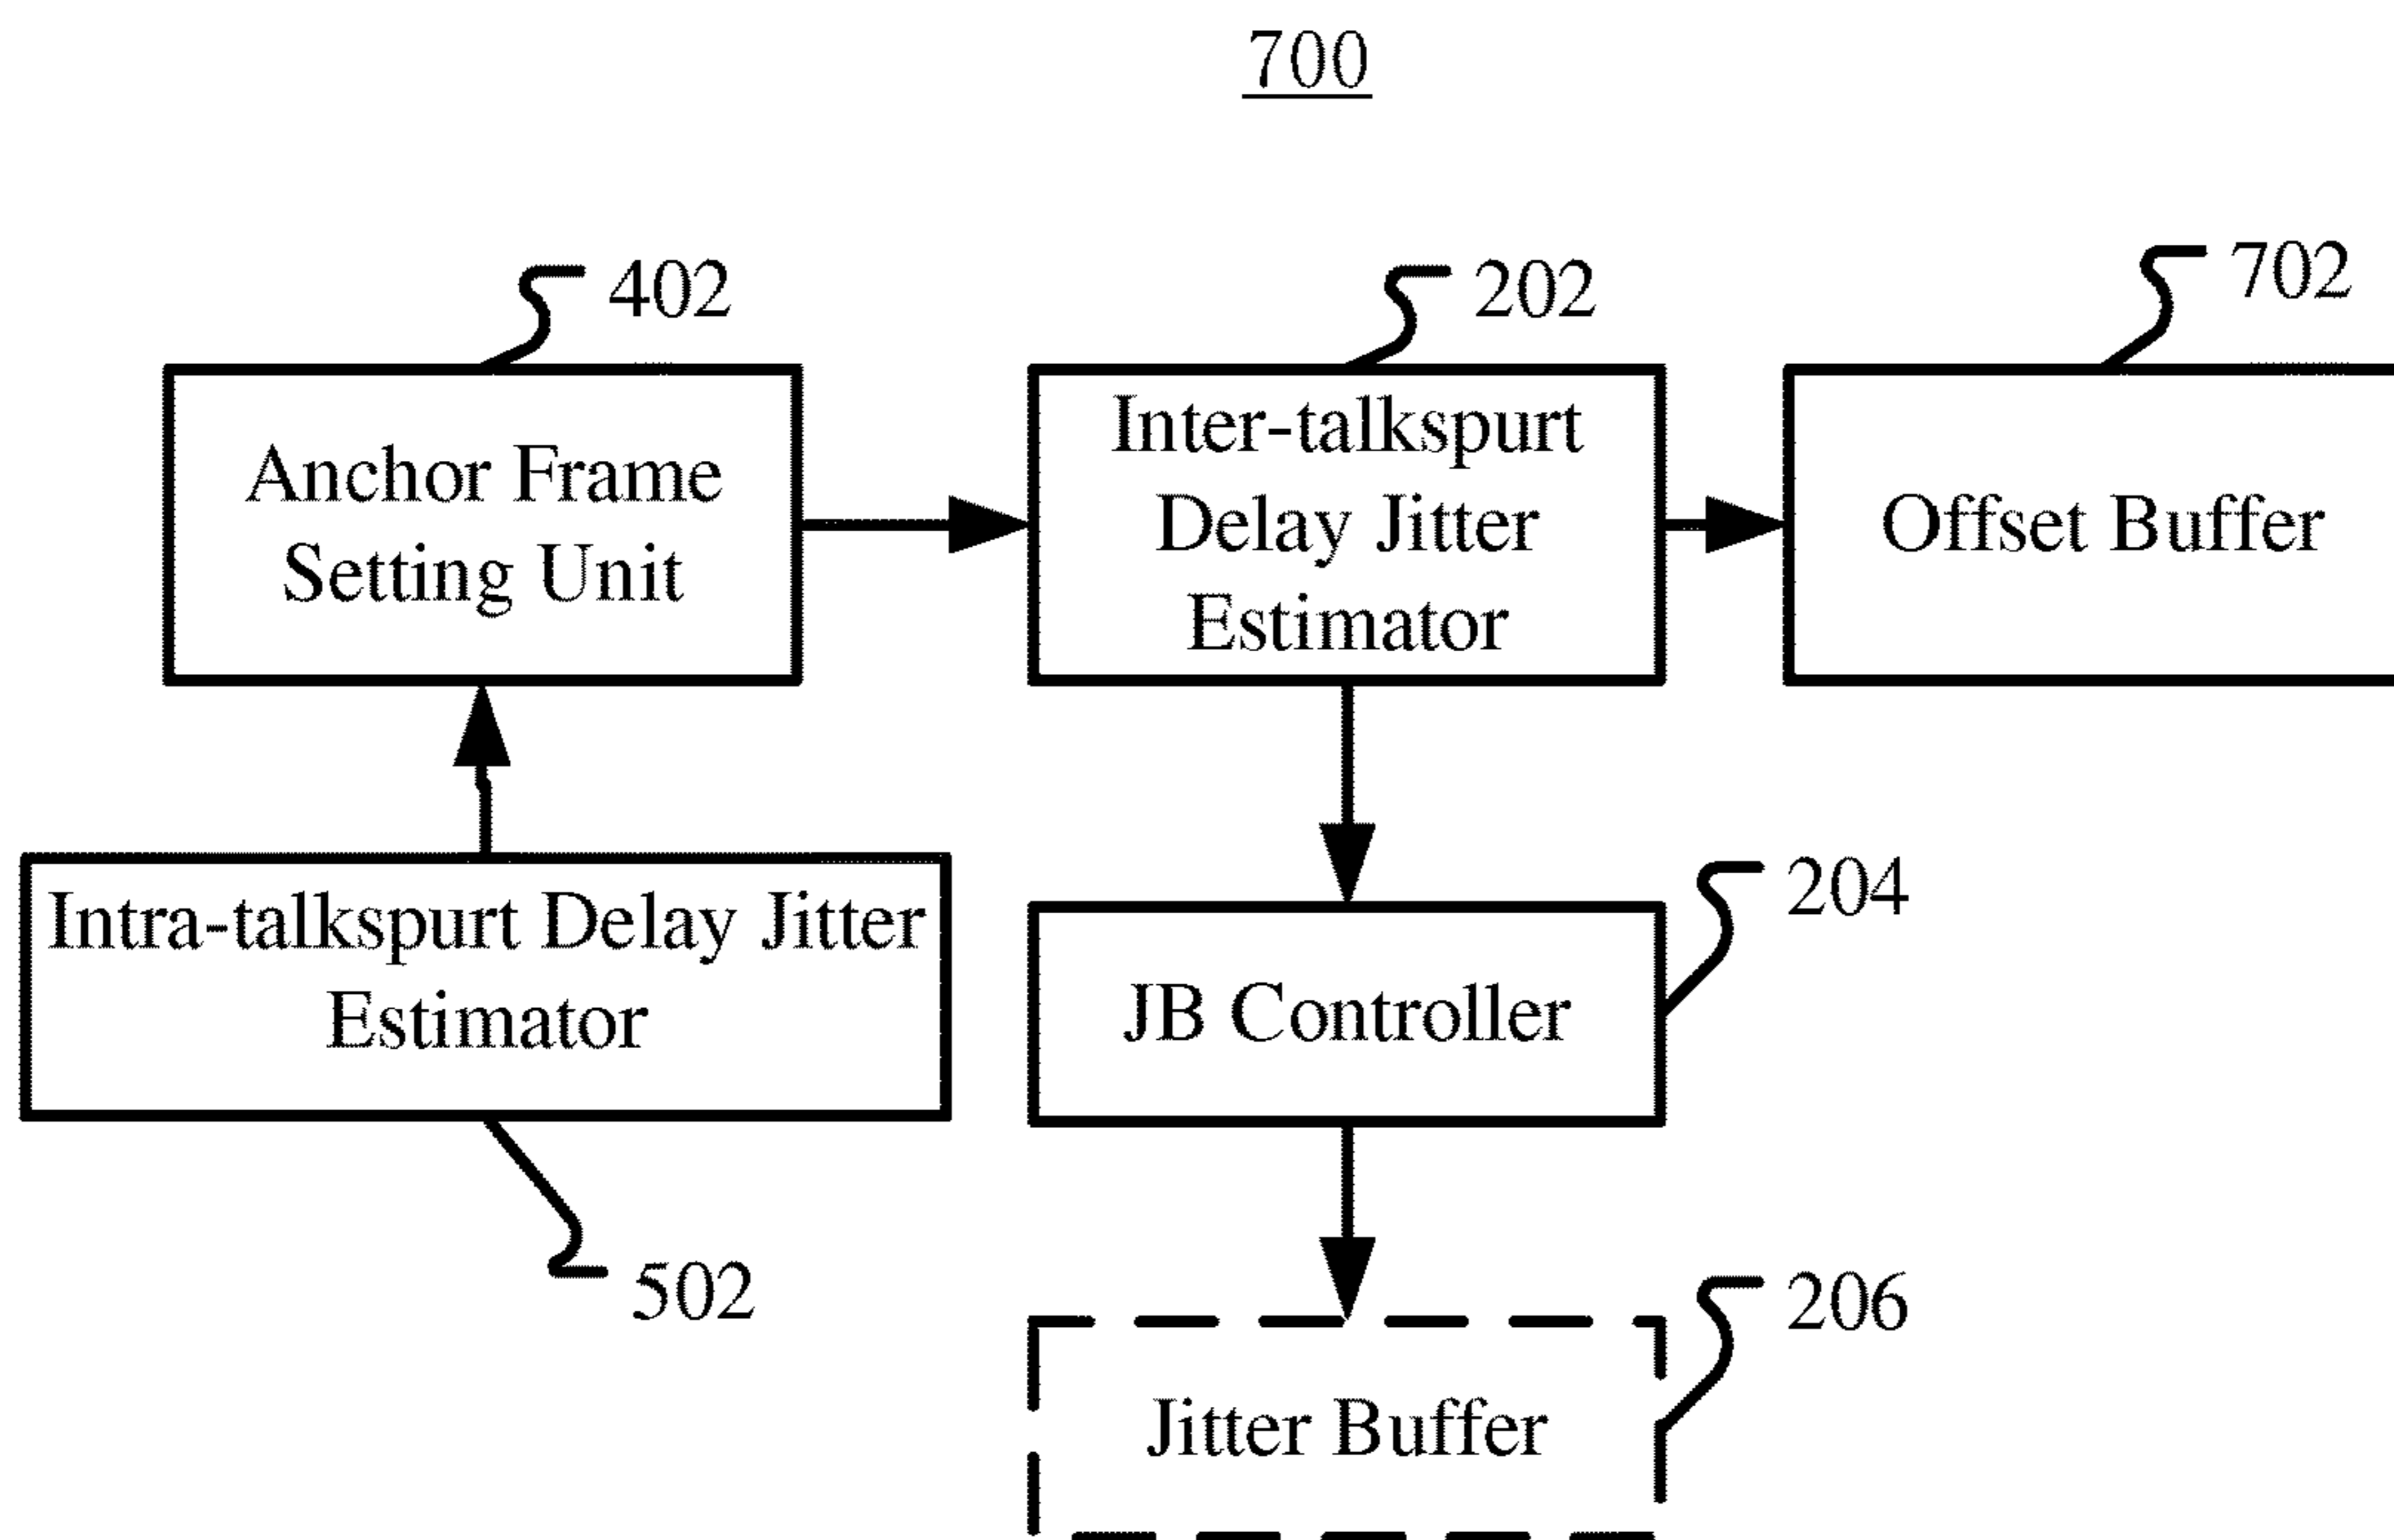 700
402
202
702
Anchor Frame
Setting Unit
Inter-talkspurt
Delay Jitter
Estimator
Offset Buffer
Intra-talkspurt Delay Jitter
Estimator
502
JB Controller
204
Jitter Buffer
206